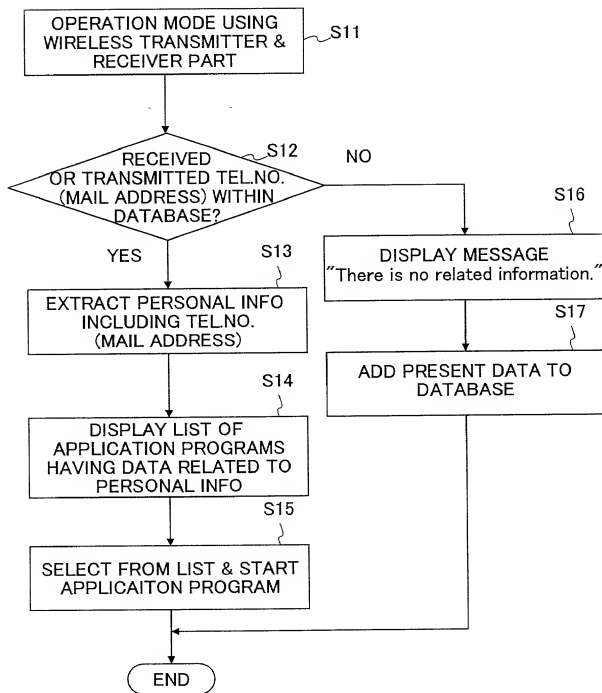 OPERATION MODE USING
WIRELESS TRANSMITTER &
RECEIVER PART
S11
S12
RECEIVED
OR TRANSMITTED TEL.NO.
(MAIL ADDRESS) WITHIN
DATABASE?
NO
YES
S13
EXTRACT PERSONAL INFO
INCLUDING TEL.NO.
(MAIL ADDRESS)
S14
DISPLAY LIST OF
APPLICATION PROGRAMS
HAVING DATA RELATED TO
PERSONAL INFO
S15
SELECT FROM LIST & START
APPLICAITON PROGRAM
S16
DISPLAY MESSAGE
"There is no related information."
S17
ADD PRESENT DATA TO
DATABASE
END